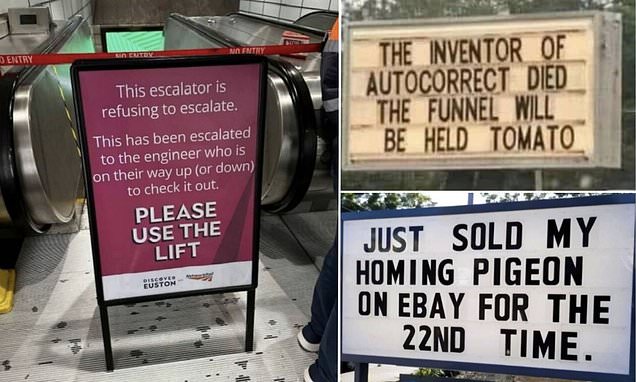 NO ENTRY
NO ENTRY
NO ENTRY
This escalator is
refusing to escalate.
This has been escalated
to the engineer who is
on their way up (or down)
to check it out.
PLEASE
USE THE
LIFT
DISCOVER
EUSTON
THE INVENTOR OF
AUTOCORRECT DIED
THE FUNNEL WILL
BE HELD TOMATO
JUST SOLD MY
HOMING PIGEON
ON EBAY FOR THE
22ND TIME.